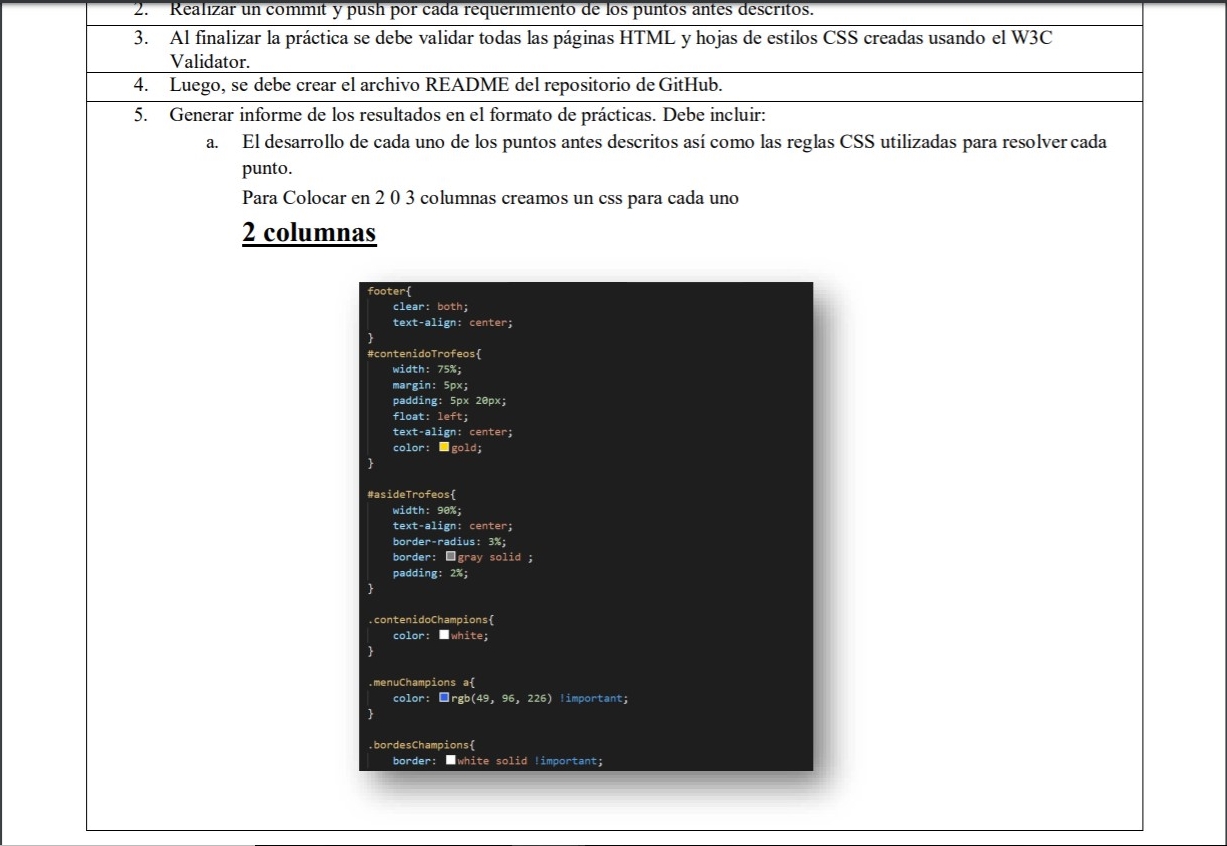 2. Realizar un commit y push por cada requerimiento de los puntos antes descritos.
3. Al finalizar la práctica se debe validar todas las páginas HTML y hojas de estilos CSS creadas usando el W3C
Validator.
4. Luego, se debe crear el archivo README del repositorio de GitHub.
5. Generar informe de los resultados en el formato de prácticas. Debe incluir:
a. El desarrollo de cada uno de los puntos antes descritos así como las reglas CSS utilizadas para resolver cada
punto.
Para Colocar en 2 0 3 columnas creamos un css para cada uno
2 columnas
footer{
clear: both;
text-align: center;
}
#contenidoTrofeos{
width: 75%;
margin: 5px;
padding: 5px 20px;
float: left;
text-align: center;
color: gold;
}
#asideTrofeos{
width: 90%;
text-align: center;
border-radius: 3%;
border: gray solid ;
padding: 2%;
}
.contenidoChampions{
color: white;
}
.menuChampions a{
color: rgb(49, 96, 226) !important;
}
.bordesChampions{
border: white solid !important;